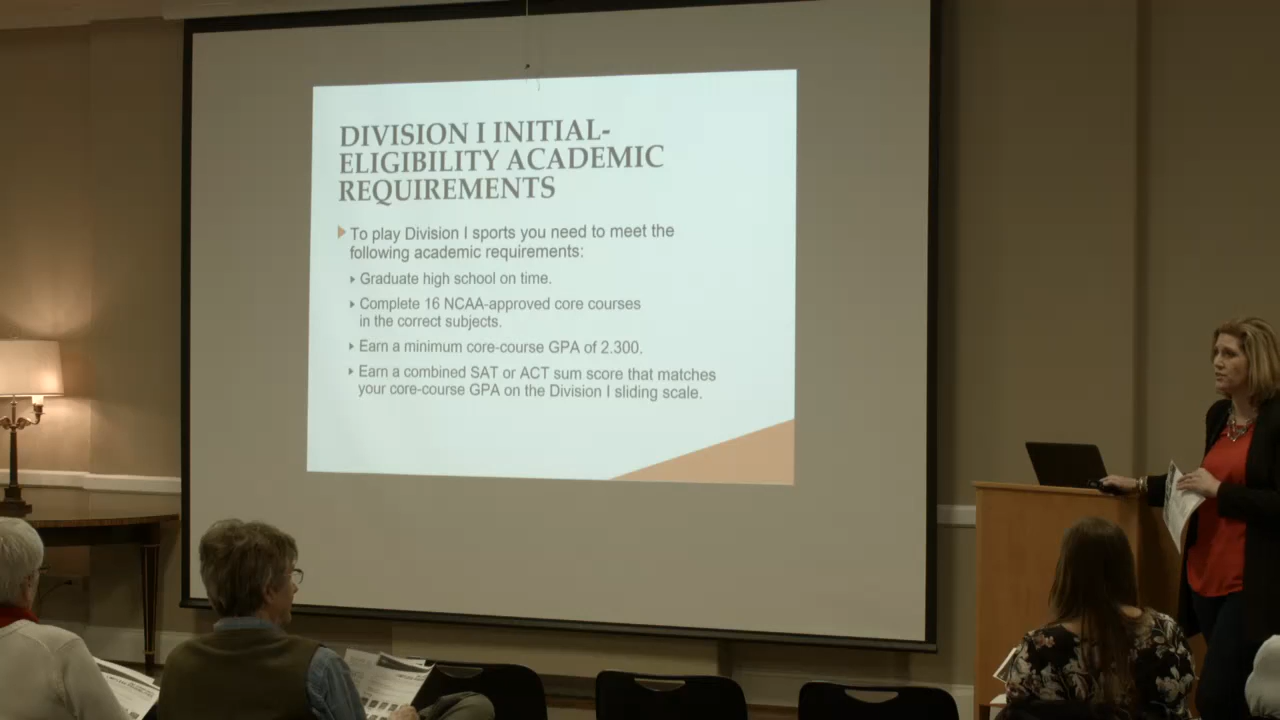 DIVISION I INITIAL-
ELIGIBILITY ACADEMIC
REQUIREMENTS
To play Division I sports you need to meet the
following academic requirements:
Graduate high school on time.
Complete 16 NCAA-approved core courses
in the correct subjects.
Earn a minimum core-course GPA of 2.300.
Earn a combined SAT or ACT sum score that matches
your core-course GPA on the Division I sliding scale.